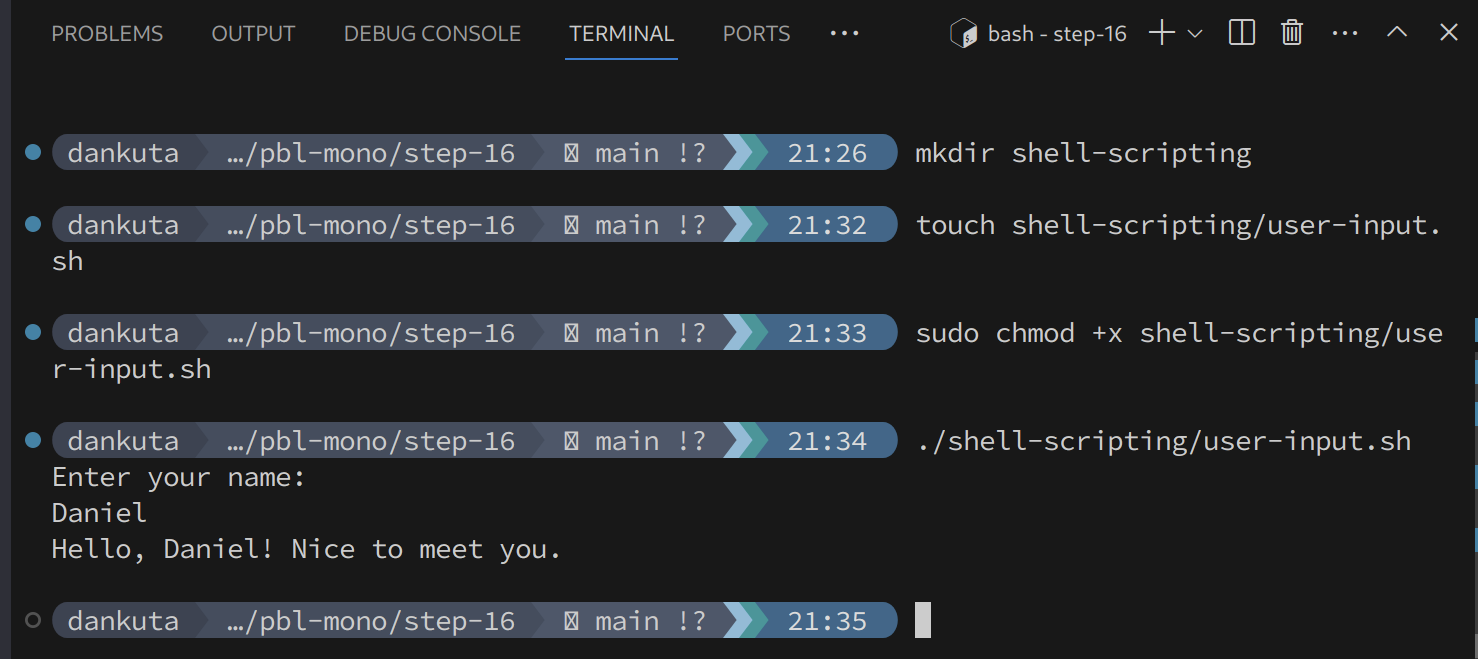 PROBLEMS OUTPUT DEBUG CONSOLE TERMINAL PORTS ··· bash - step-16 ···
dankuta …/pbl-mono/step-16 main !? 21:26 mkdir shell-scripting
dankuta …/pbl-mono/step-16 main !? 21:32 touch shell-scripting/user-input.
sh
dankuta …/pbl-mono/step-16 main !? 21:33 sudo chmod +x shell-scripting/use
r-input.sh
dankuta …/pbl-mono/step-16 main !? 21:34 ./shell-scripting/user-input.sh
Enter your name:
Daniel
Hello, Daniel! Nice to meet you.
dankuta …/pbl-mono/step-16 main !? 21:35